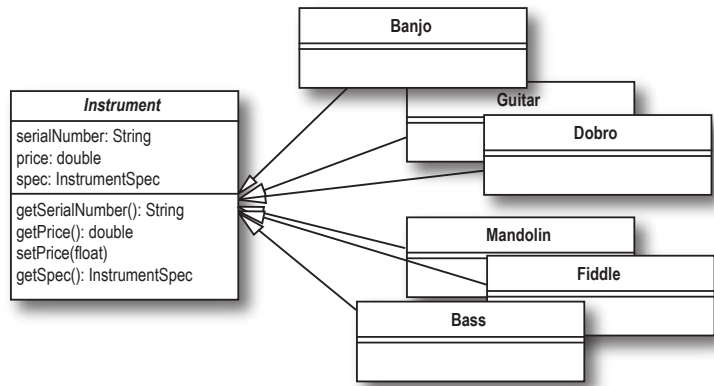 Banjo
Instrument
serialNumber: String
price: double
spec: InstrumentSpec
getSerialNumber(): String
getPrice(): double
setPrice(float)
getSpec(): InstrumentSpec
Guitar
Dobro
Mandolin
Fiddle
Bass